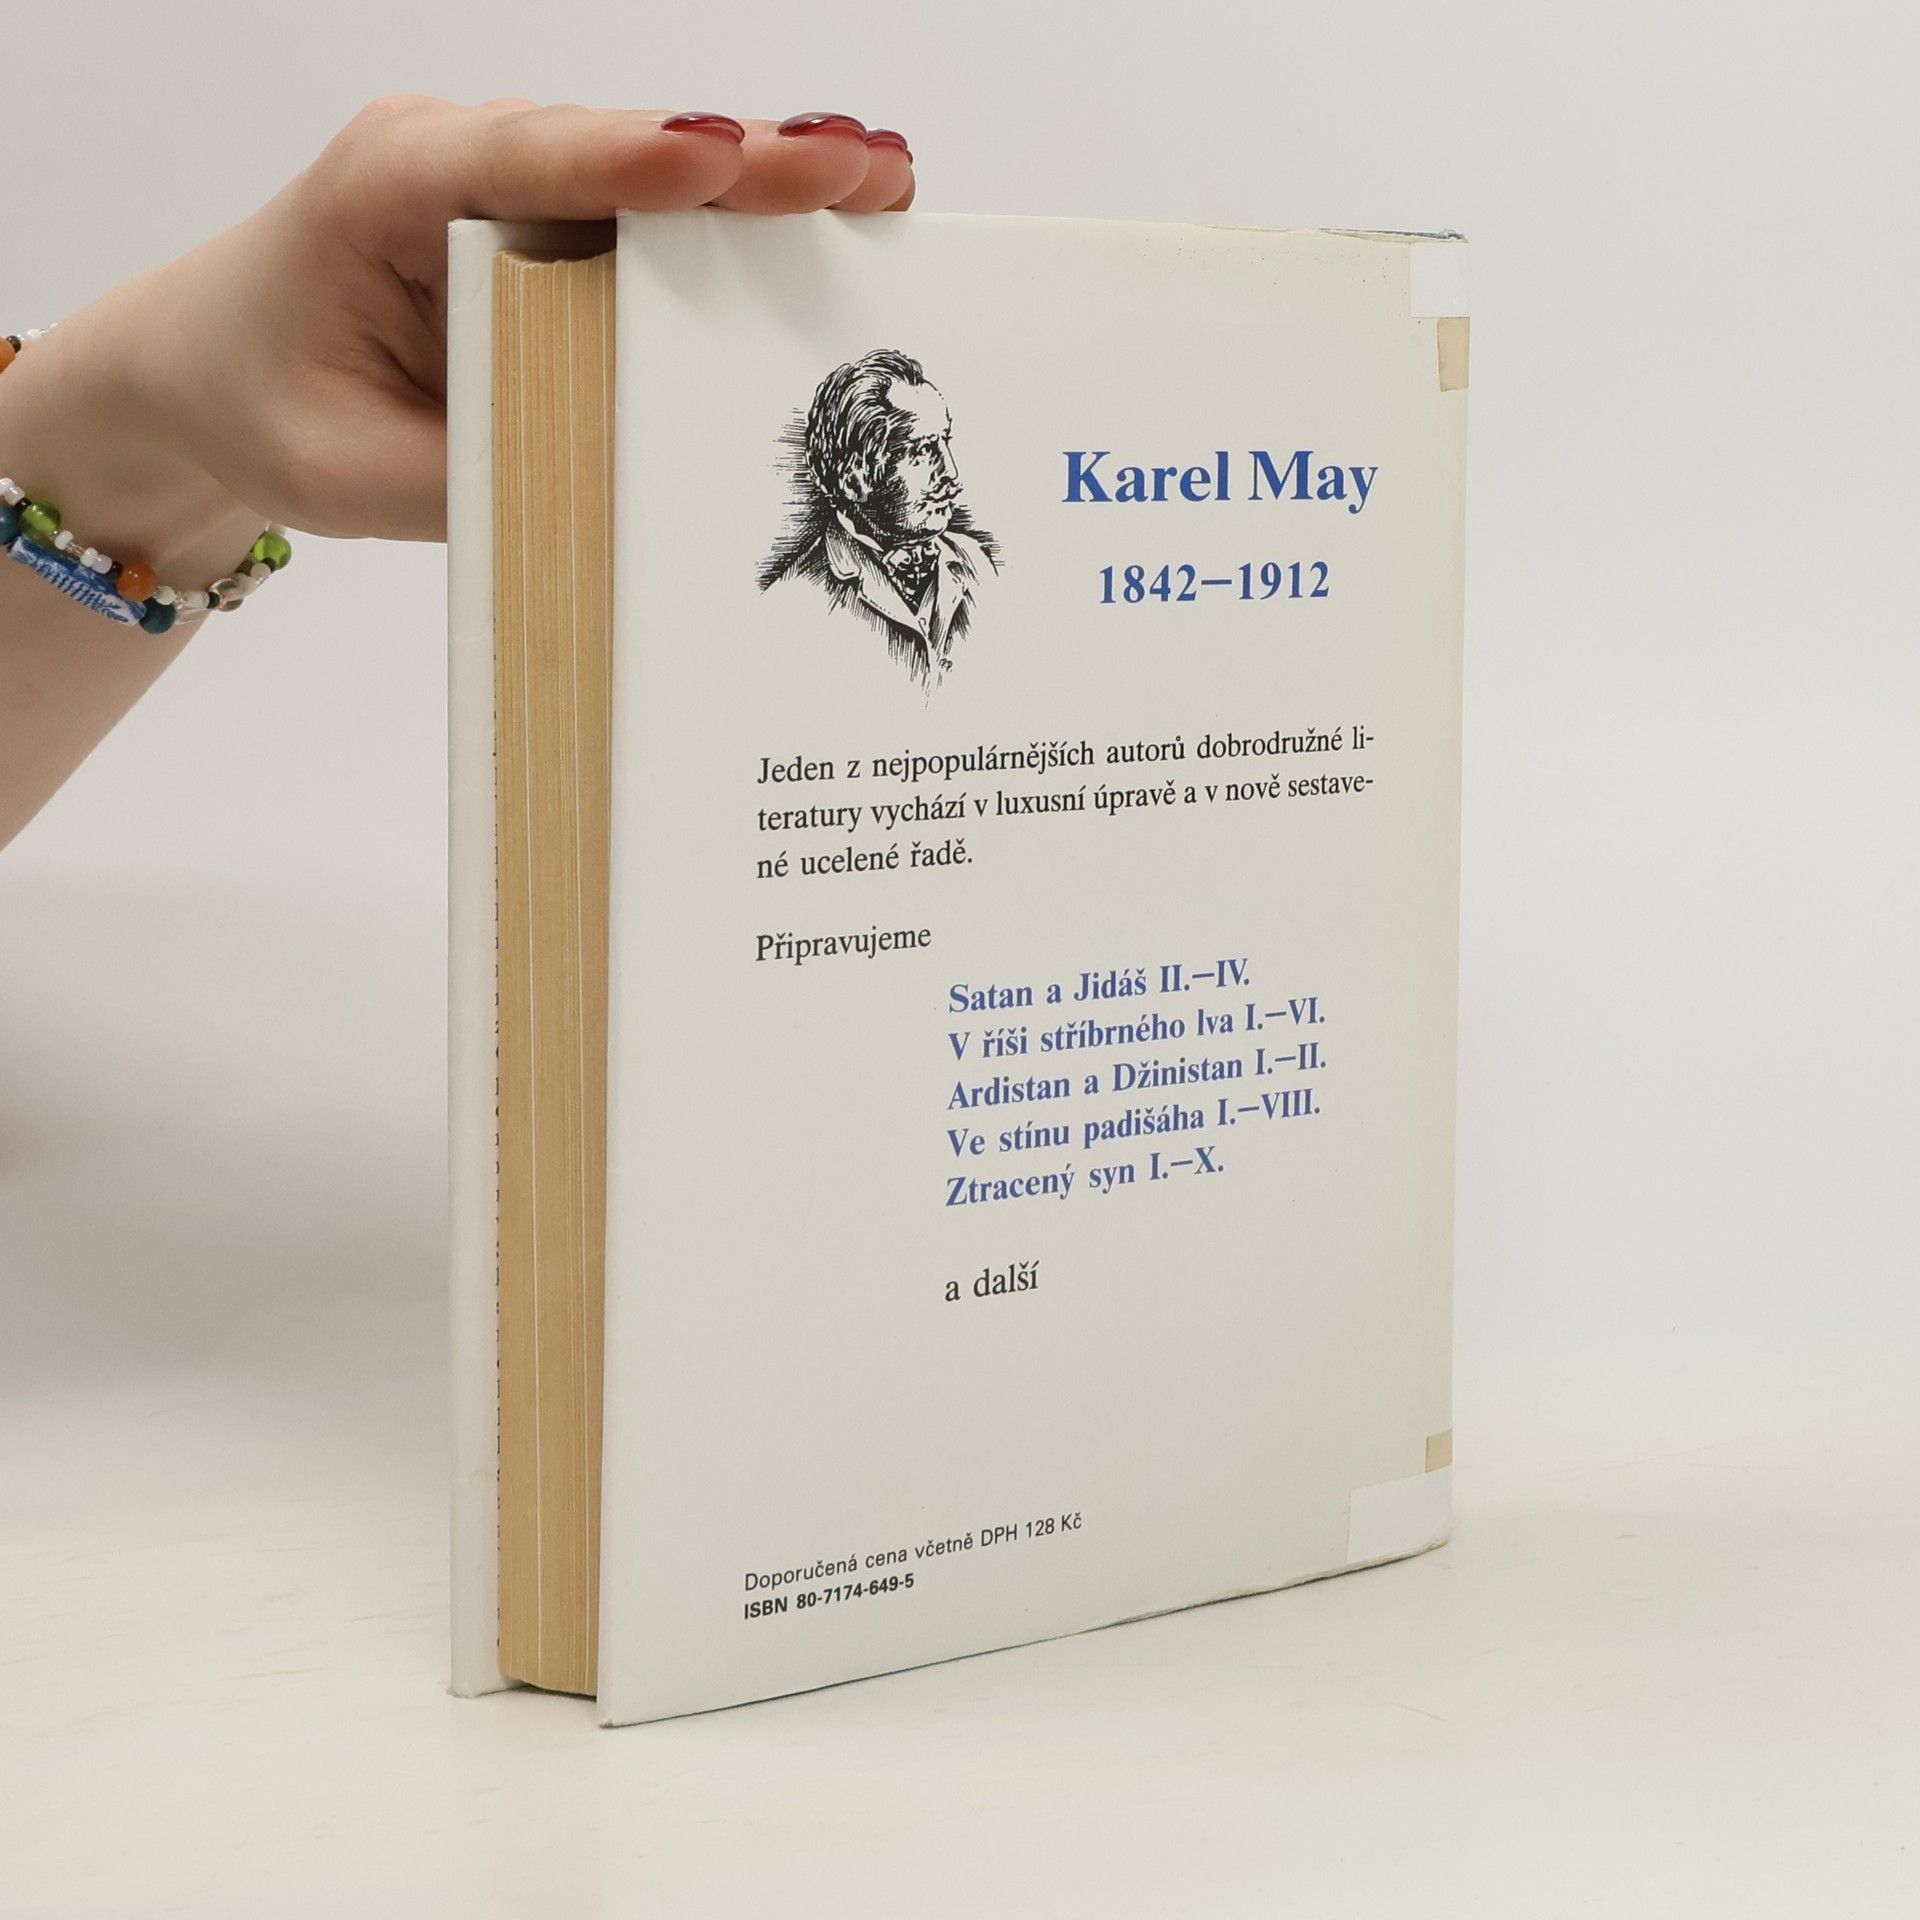 Karel May
1842–1912
Jeden z nejpopulárnějších autorů dobrodružné li-
teratury vychází v luxusní úpravě a v nově sestave-
né ucelené řadě.
Připravujeme
Satan a Jidáš II.–IV.
V říši stříbrného lva I.–VI.
Ardistan a Džinistan I.–II.
Ve stínu padišáha I.–VIII.
Ztracený syn I.–X.
a další
Doporučená cena včetně DPH 128 Kč
ISBN 80-7174-649-5